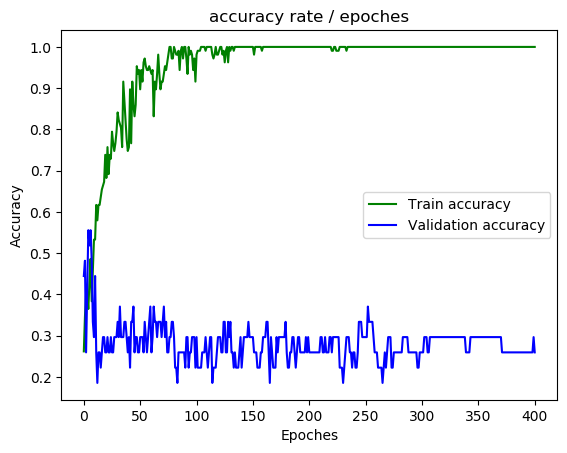 accuracy rate / epoches
Accuracy
1.0
0.9
0.8
0.7
0.6
0.5
0.4
0.3
0.2
Train accuracy
Validation accuracy
0 50 100 150 200 250 300 350 400
Epoches